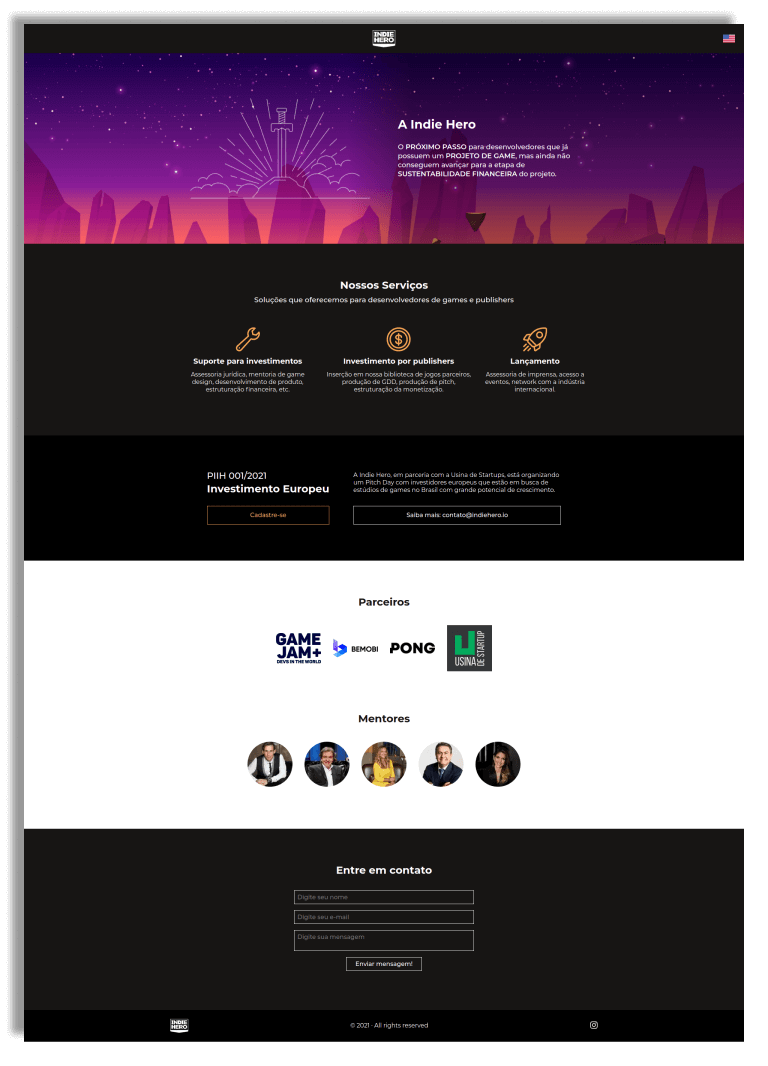 INDIE
HERO
A Indie Hero
O PRÓXIMO PASSO para desenvolvedores que já
possuem um PROJETO DE GAME, mas ainda não
conseguem avançar para a etapa de
SUSTENTABILIDADE FINANCEIRA do projeto.
Nossos Serviços
Soluções que oferecemos para desenvolvedores de games e publishers
Suporte para investimentos
Assessoria jurídica, mentoria de game
design, desenvolvimento de produto,
estruturação financeira, etc.
Investimento por publishers
Inserção em nossa biblioteca de jogos parceiros,
produção de GDD, produção de pitch,
estruturação da monetização.
Lançamento
Assessoria de imprensa, acesso a
eventos, network com a indústria
internacional.
PIIH 001/2021
Investimento Europeu
Cadastre-se
A Indie Hero, em parceria com a Usina de Startups, está organizando
um Pitch Day com investidores europeus que estão em busca de
estúdios de games no Brasil com grande potencial de crescimento.
Saiba mais: contato@indiehero.io
Parceiros
GAME
JAM+
DEVS IN THE WORLD
BEMOBI
PONG
USINA
DE STARTUP
Mentores
Entre em contato
Digite seu nome
Digite seu e-mail
Digite sua mensagem
Enviar mensagem!
INDIE
HERO
© 2021 - All rights reserved